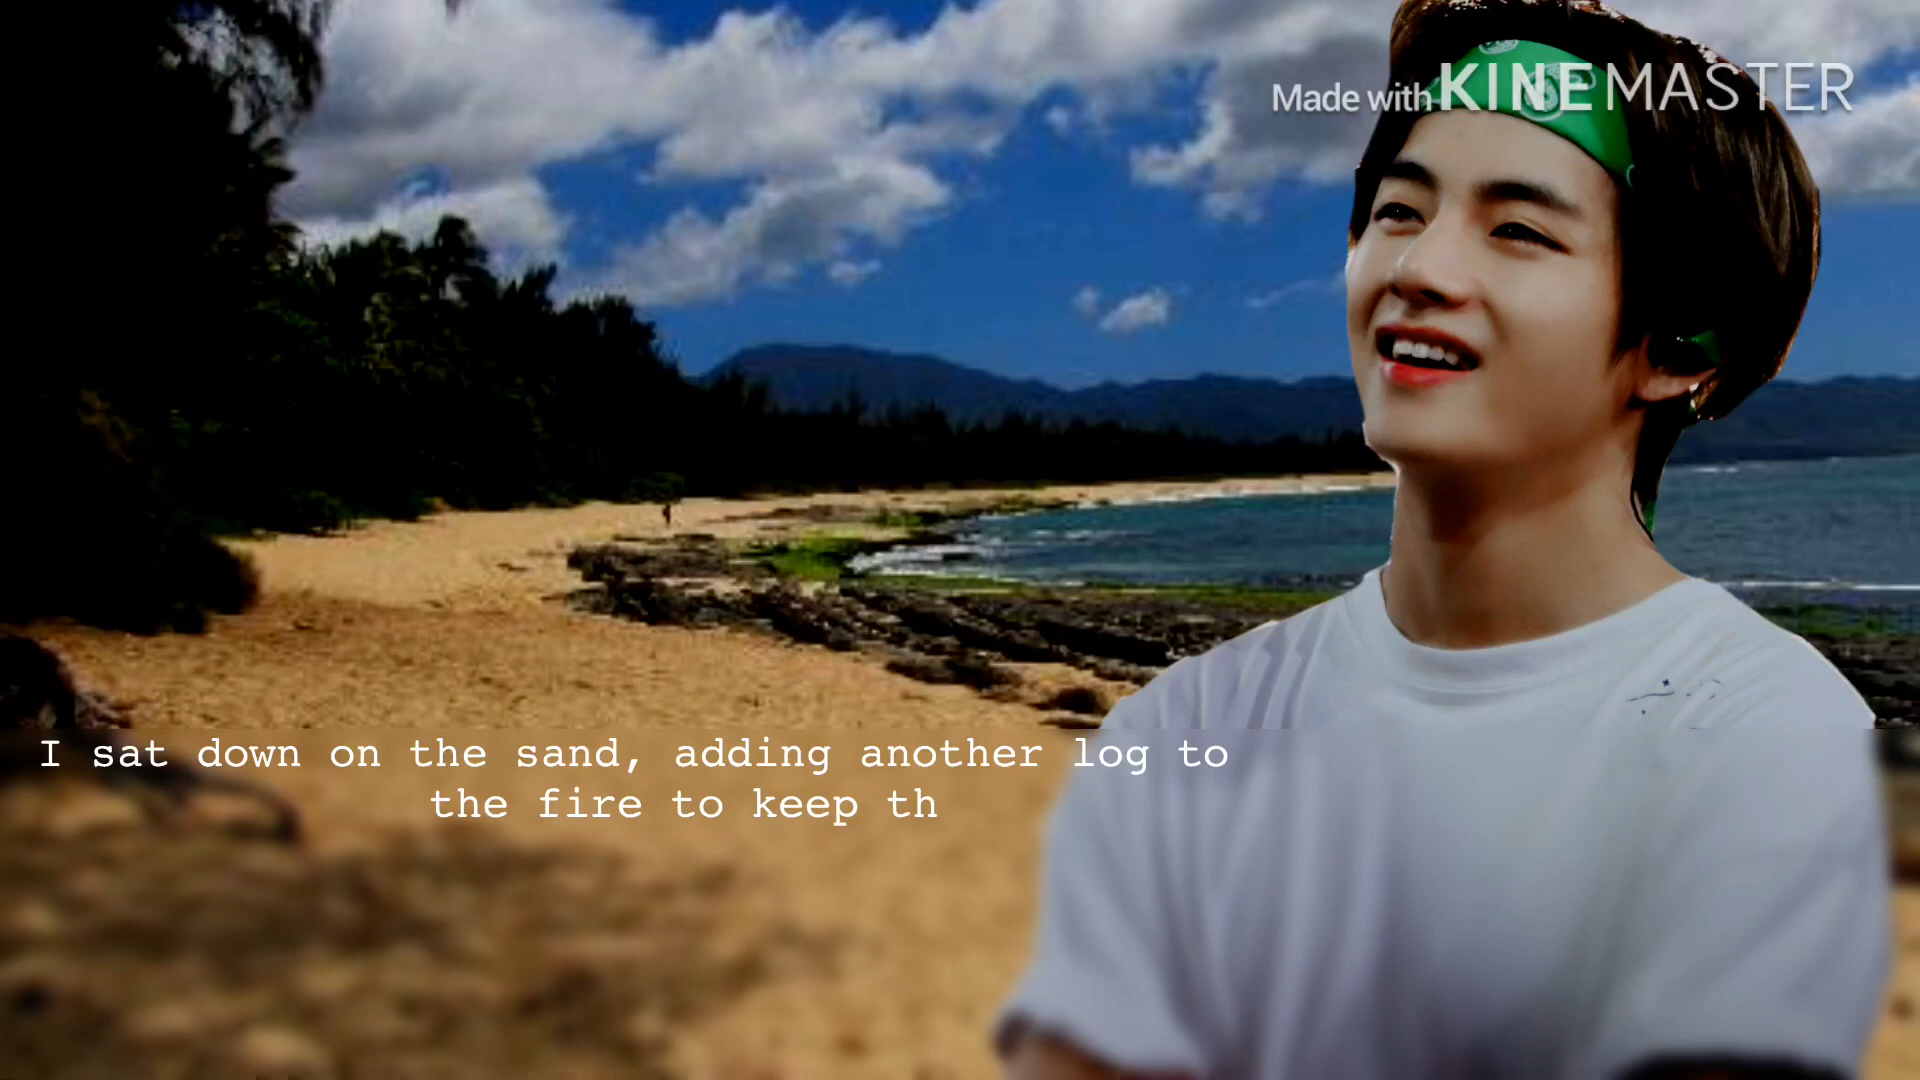 Made with KINEMASTER
I sat down on the sand, adding another log to
the fire to keep th